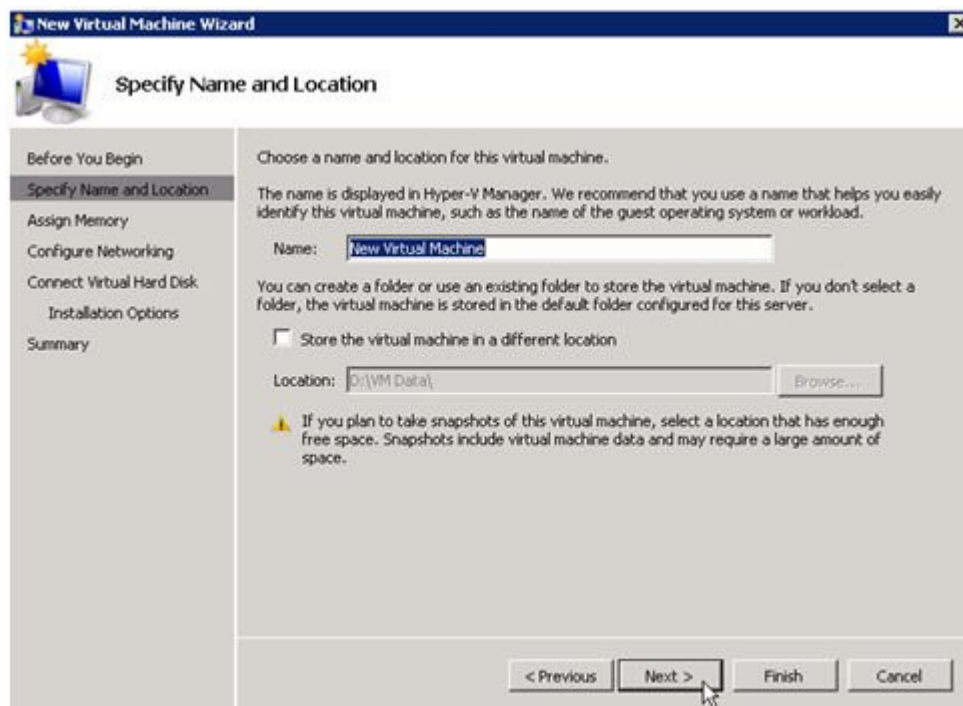 New Virtual Machine Wizard
Specify Name and Location
Before You Begin
Specify Name and Location
Assign Memory
Configure Networking
Connect Virtual Hard Disk
Installation Options
Summary
Choose a name and location for this virtual machine.
The name is displayed in Hyper-V Manager. We recommend that you use a name that helps you easily
identify this virtual machine, such as the name of the guest operating system or workload.
Name: New Virtual Machine
You can create a folder or use an existing folder to store the virtual machine. If you don't select a
folder, the virtual machine is stored in the default folder configured for this server.
Store the virtual machine in a different location
Location: D:\VM Data\ Browse...
If you plan to take snapshots of this virtual machine, select a location that has enough
free space. Snapshots include virtual machine data and may require a large amount of
space.
< Previous Next > Finish Cancel